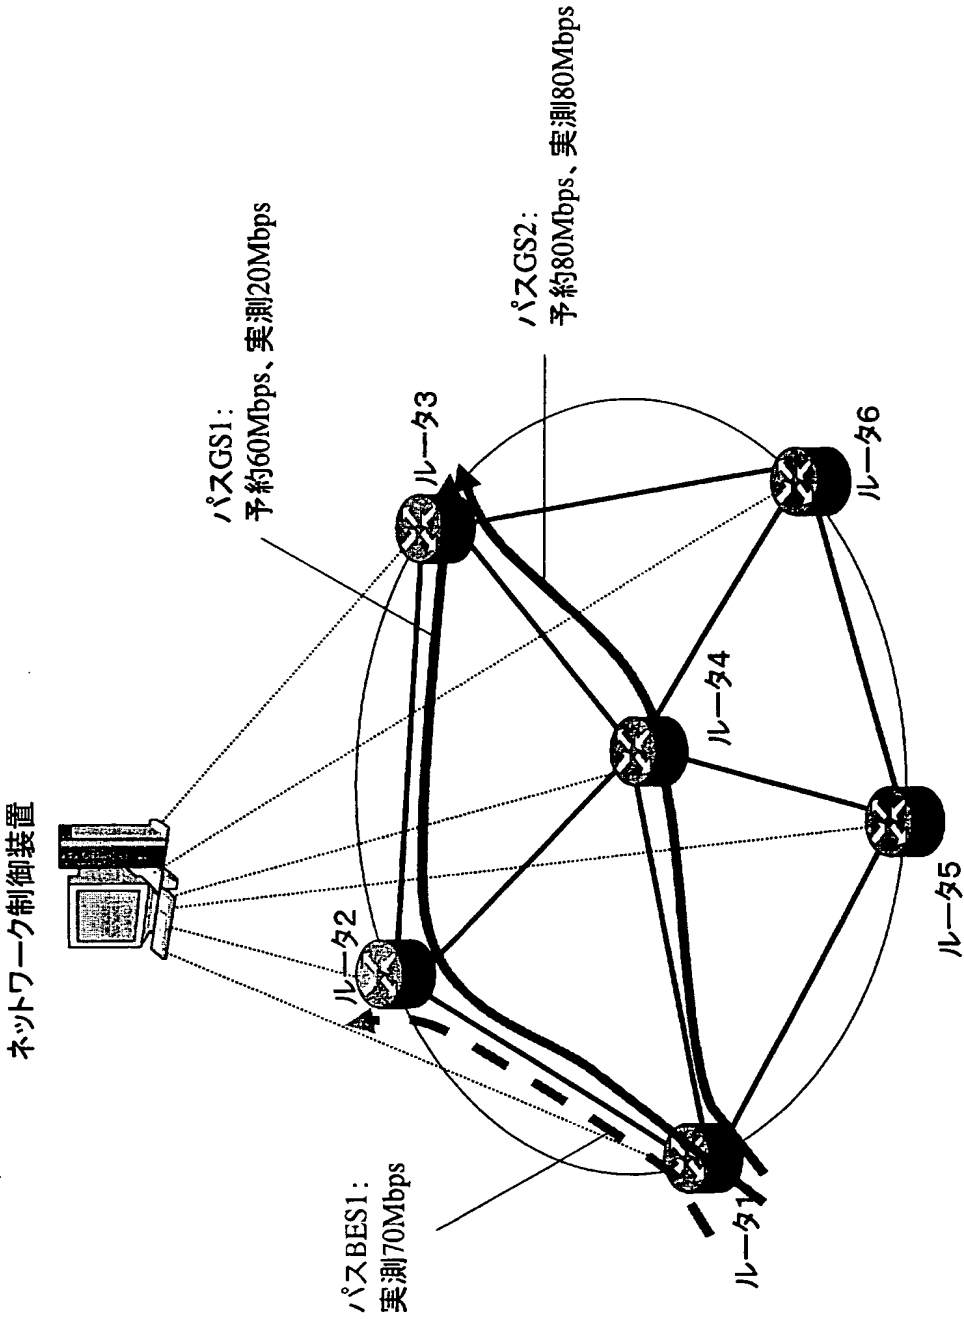 ネットワーク制御装置
パスGS1:
予約60Mbps、実測20Mbps
パスGS2:
予約80Mbps、実測80Mbps
パスBES1:
実測70Mbps
ルータ2
ルータ3
ルータ4
ルータ1
ルータ5
ルータ6